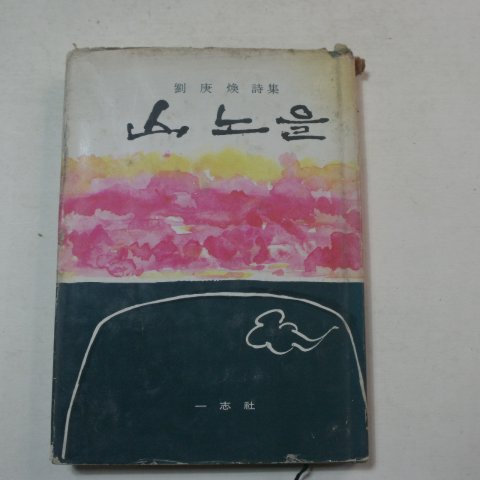 劉庚煥 詩集
山노을
一志社